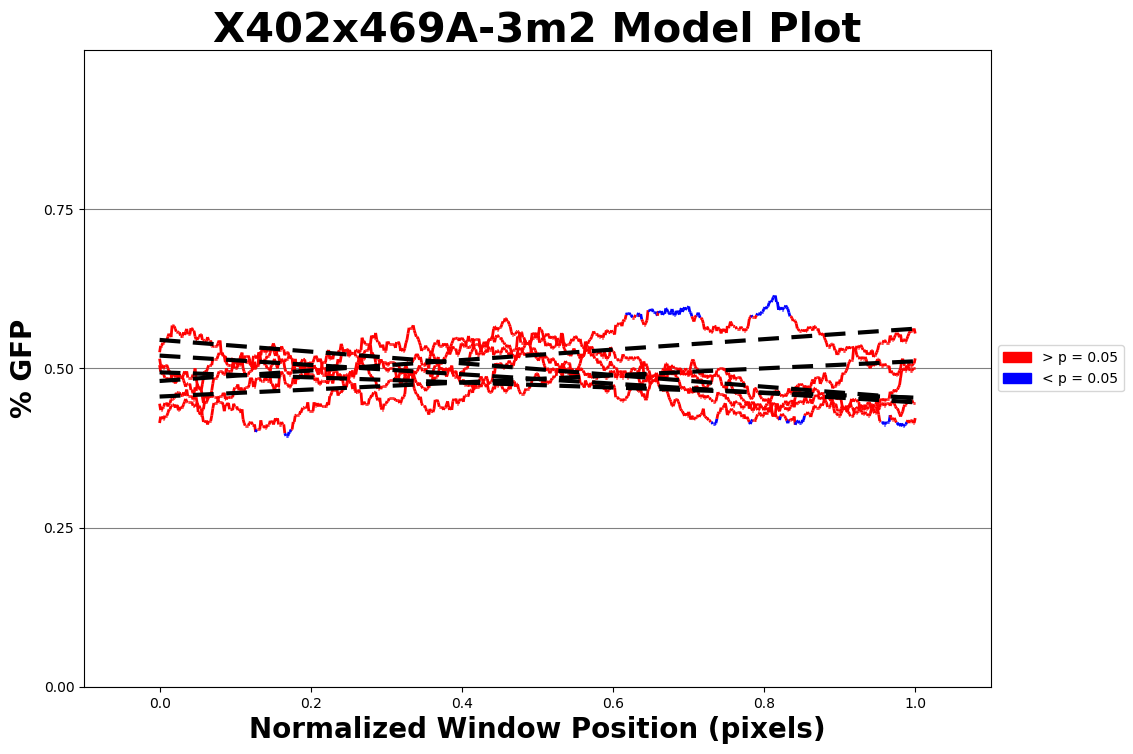 X402x469A-3m2 Model Plot
% GFP
0.75
0.50
0.25
0.00
0.0 0.2 0.4 0.6 0.8 1.0
Normalized Window Position (pixels)
> p = 0.05
< p = 0.05